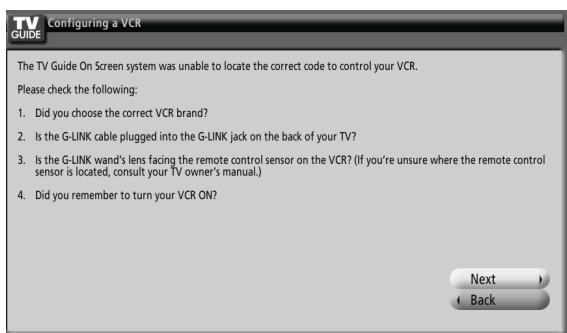 TV
GUIDE
Configuring a VCR
The TV Guide On Screen system was unable to locate the correct code to control your VCR.
Please check the following:
1. Did you choose the correct VCR brand?
2. Is the G-LINK cable plugged into the G-LINK jack on the back of your TV?
3. Is the G-LINK wand's lens facing the remote control sensor on the VCR? (If you're unsure where the remote control
sensor is located, consult your TV owner's manual.)
4. Did you remember to turn your VCR ON?
Next
Back